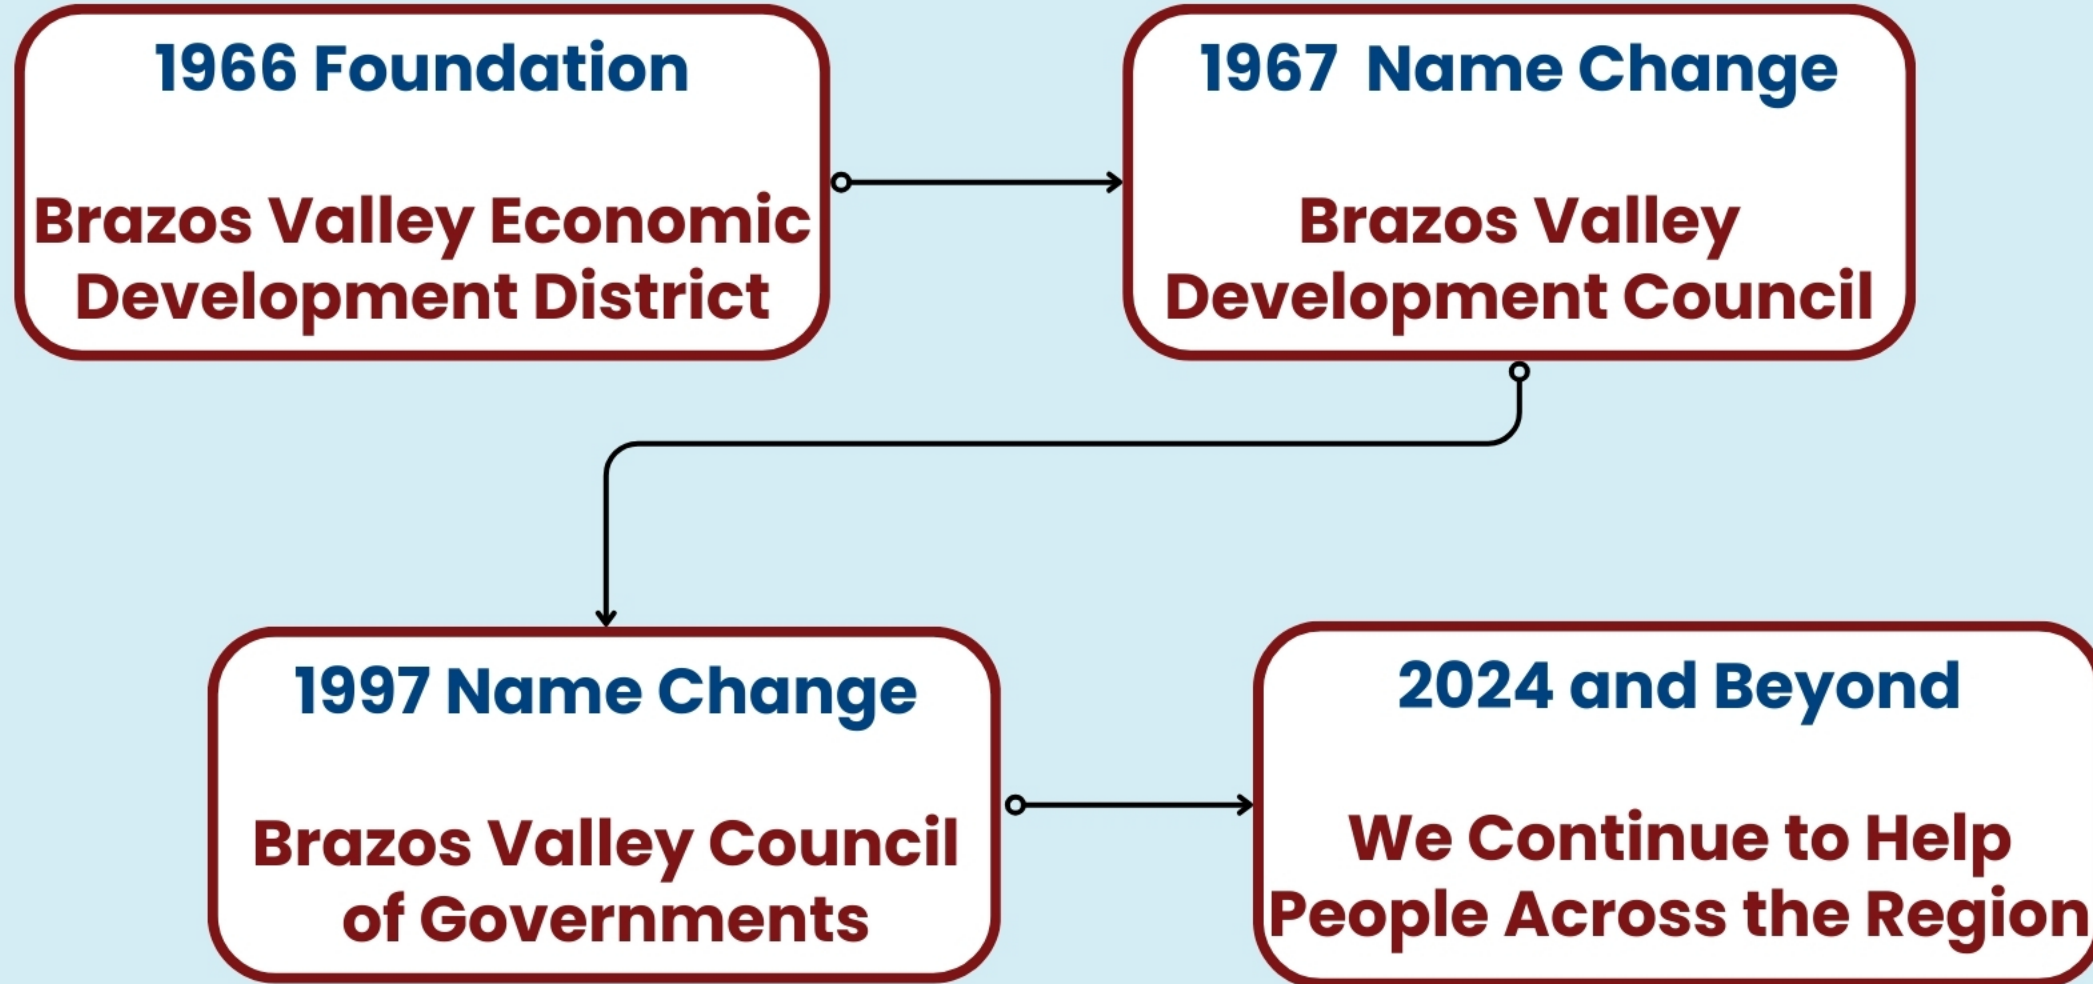 1966 Foundation
Brazos Valley Economic
Development District
1967 Name Change
Brazos Valley
Development Council
1997 Name Change
Brazos Valley Council
of Governments
2024 and Beyond
We Continue to Help
People Across the Region